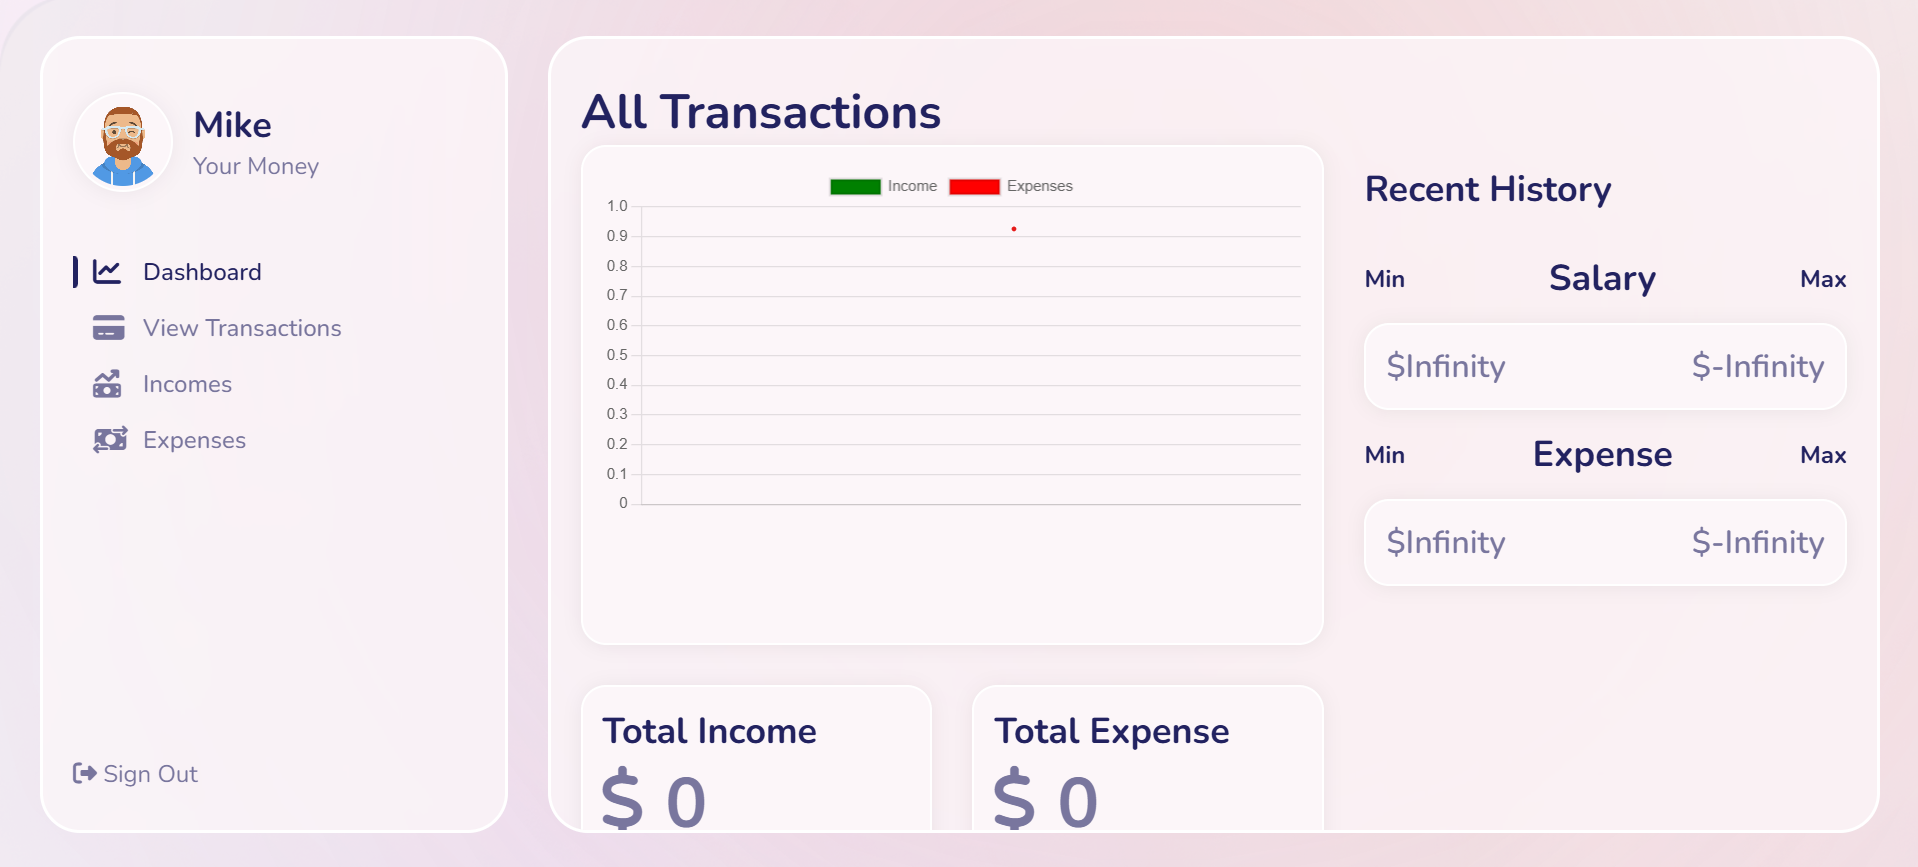 Mike
Your Money
Dashboard
View Transactions
Incomes
Expenses
Sign Out
All Transactions
Income Expenses
1.0
0.9
0.8
0.7
0.6
0.5
0.4
0.3
0.2
0.1
0
Total Income
$ 0
Total Expense
$ 0
Recent History
Min Salary Max
$Infinity $-Infinity
Min Expense Max
$Infinity $-Infinity